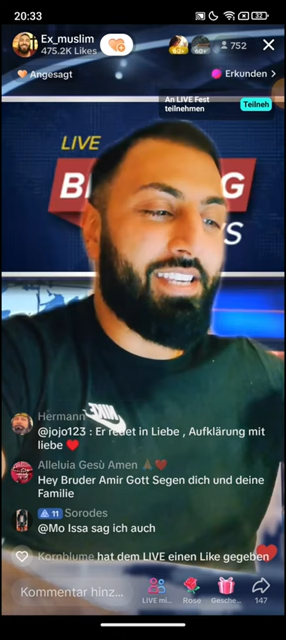 20:33
32
Ex_muslim
475.2K Likes
752
Angesagt
Erkunden >
An LIVE Fest
teilnehmen
Teilneh
LIVE
NIKE
Hermann
@jojo123 : Er redet in Liebe , Aufklärung mit
liebe ❤️
Alleluia Gesù Amen 🙏🏾❤️
Hey Bruder Amir Gott Segen dich und deine
Familie
11 Sorodes
@Mo Issa sag ich auch
Kornblume hat dem LIVE einen Like gegeben
Kommentar hinz...
LIVE mi...
Rose
Gesche...
147